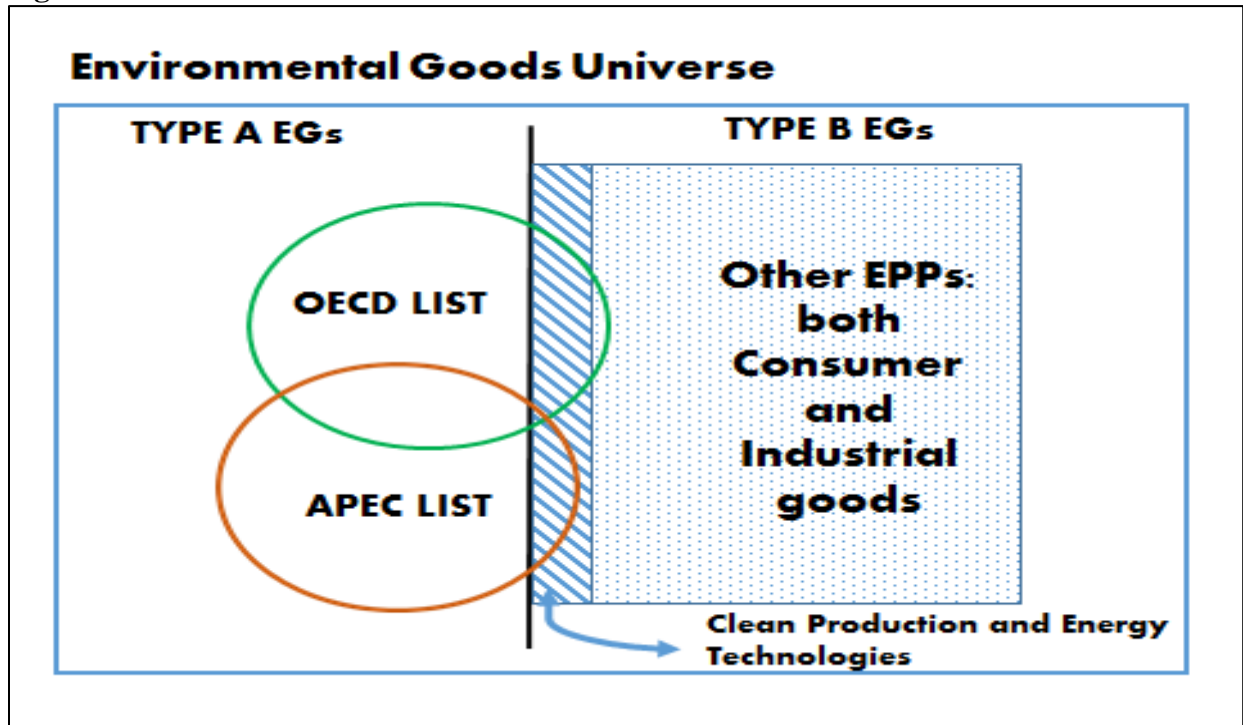 Environmental Goods Universe
TYPE A EGs
TYPE B EGs
OECD LIST
APEC LIST
Other EPPs:
both
Consumer
and
Industrial
goods
Clean Production and Energy
Technologies